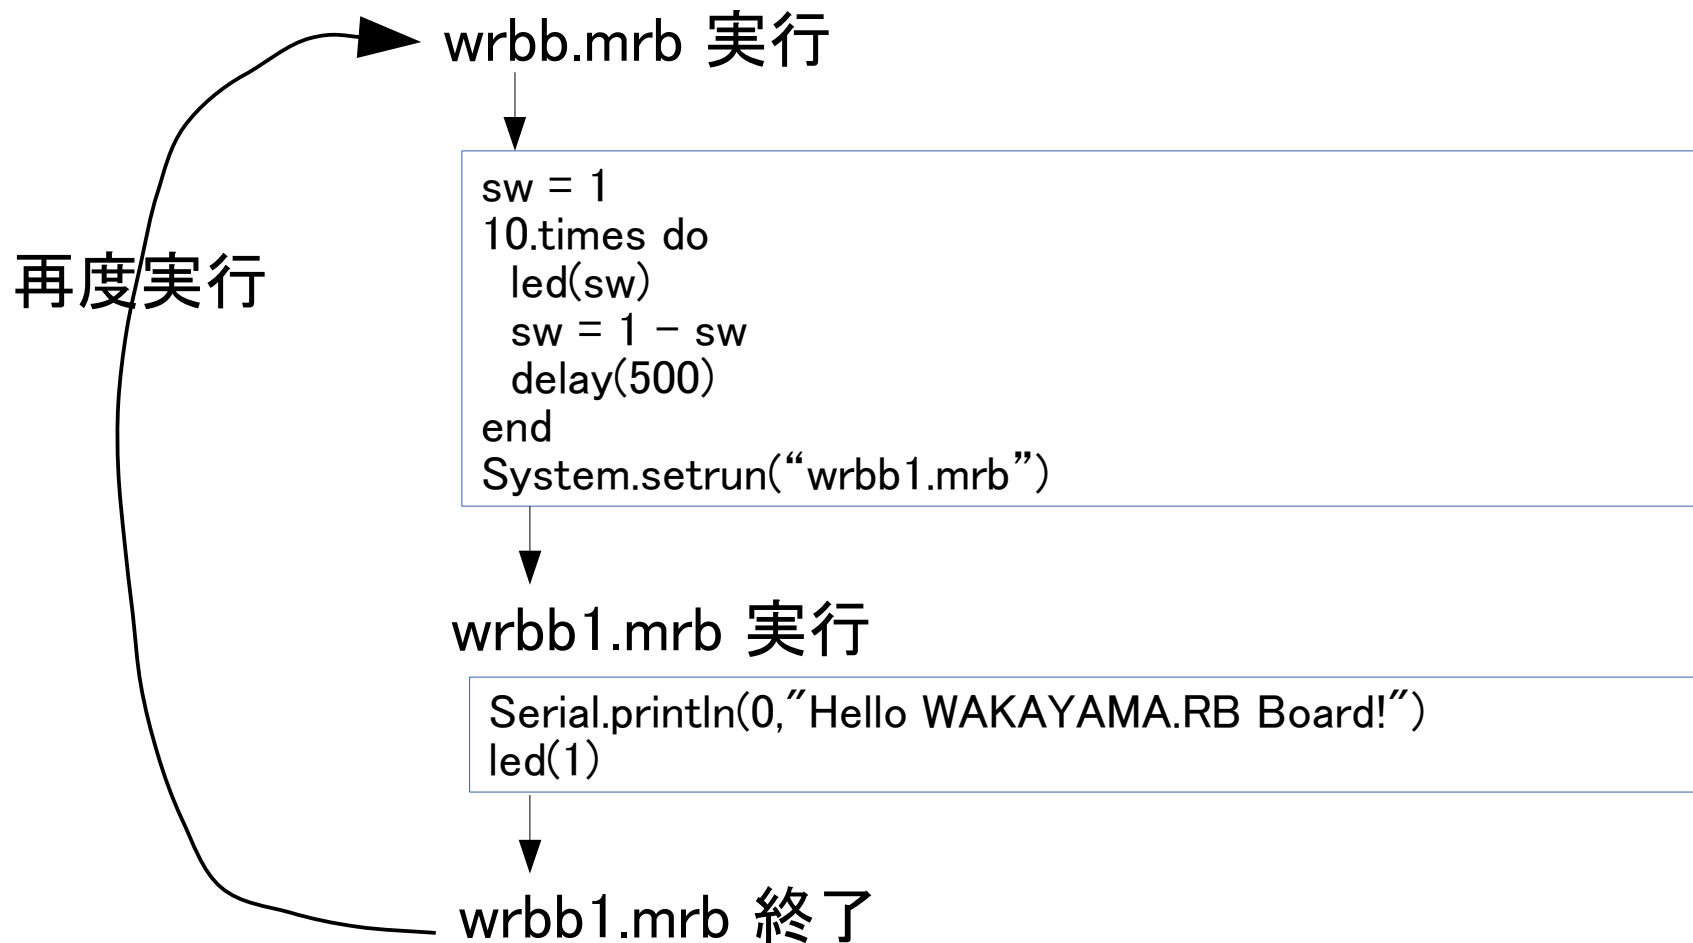 wrbb.mrb 実行
sw = 1
10.times do
led(sw)
sw = 1 − sw
delay(500)
end
System.setrun(“wrbb1.mrb”)
再度実行
wrbb1.mrb 実行
Serial.println(0,"Hello WAKAYAMA.RB Board!")
led(1)
wrbb1.mrb 終了